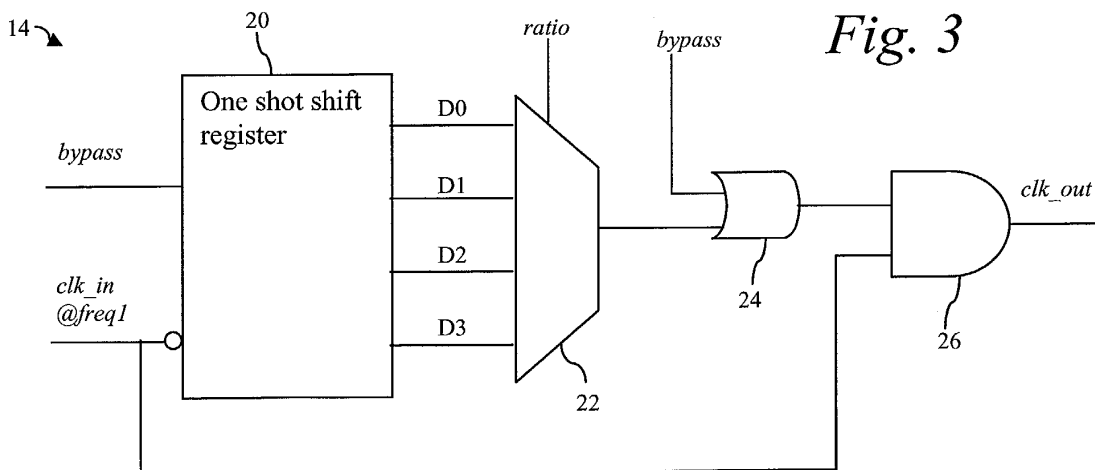 14
20
ratio
bypass
Fig. 3
One shot shift
register
D0
bypass
D1
clk_out
D2
clk_in
@freq1
24
D3
26
22